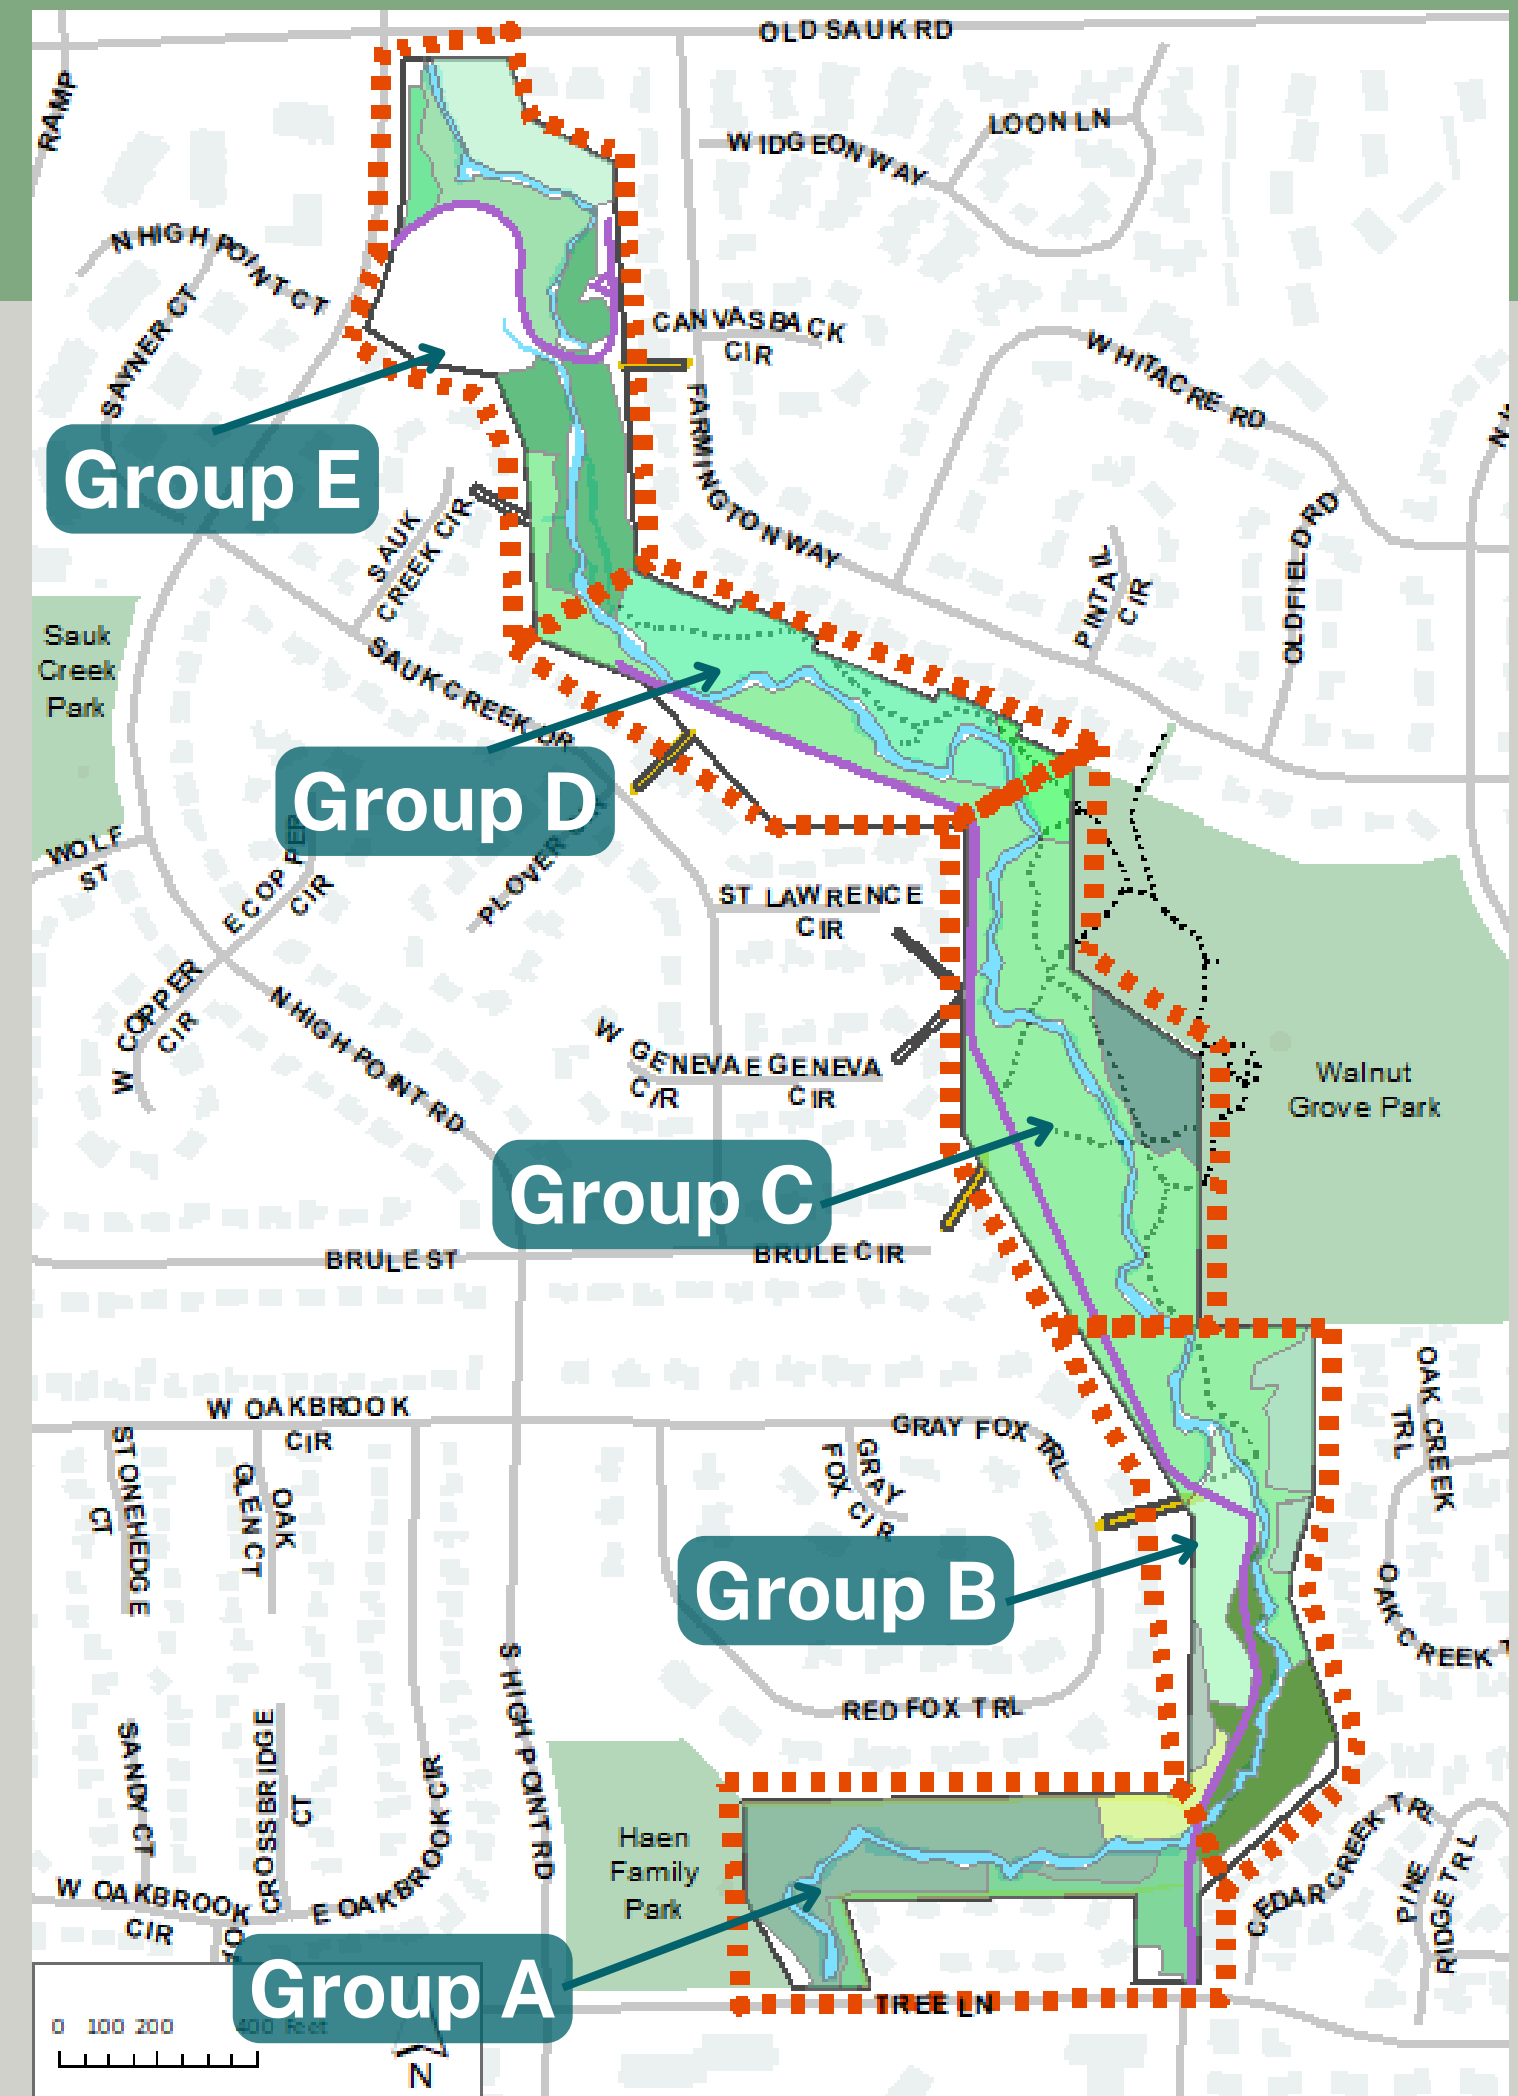 OLD SAUK RD
RAMP
LOON LN
WIDGEON WAY
N HIGH POINT CT
SAYNER CT
CANVASBACK
CIR
WHITACRE RD
Group E
FARMINGTON WAY
SAUK
CREEK CIR
PINTAIL
CIR
OLDFIELD RD
Sauk
Creek
Park
SAUK CREEK DR
Group D
WOLF
ST
E COPPER
CIR
PLOVER
ST LAWRENCE
CIR
W COPPER
CIR
N HIGH POINT RD
W GENEVA
CIR
E GENEVA
CIR
Walnut
Grove Park
Group C
BRULE ST
BRULE CIR
W OAKBROOK
CIR
GRAY FOX TRL
GRAY
FOX CIR
OAK CREEK
TRL
STONEHEDGE
CT
OAK
GLEN CT
Group B
OAK CREEK T
S HIGH POINT RD
RED FOX TRL
SANDY CT
CROSSBRIDGE
CT
E OAKBROOK CIR
Haen
Family
Park
CEDAR CREEK TRL
PINE
RIDGE TRL
W OAKBROOK
CIR
Group A
TREE LN
0 100 200 400 Feet
N